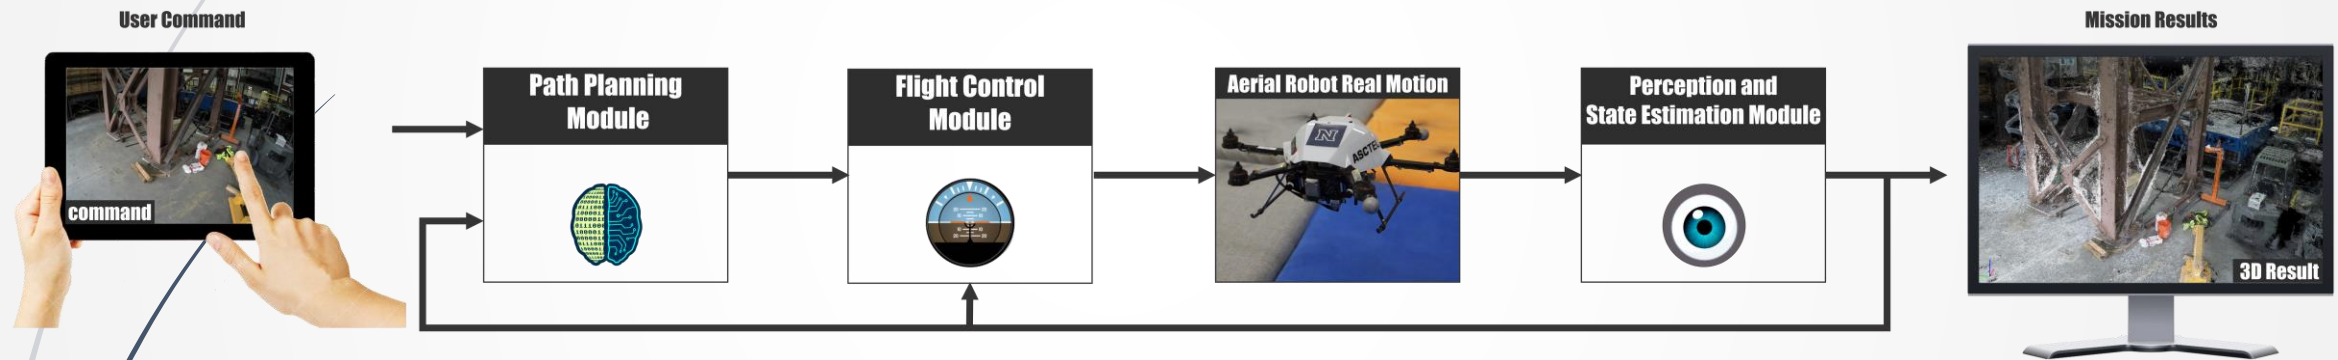 User Command
command
Path Planning
Module
Flight Control
Module
Aerial Robot Real Motion
N
ASCTEC
Perception and
State Estimation Module
Mission Results
3D Result